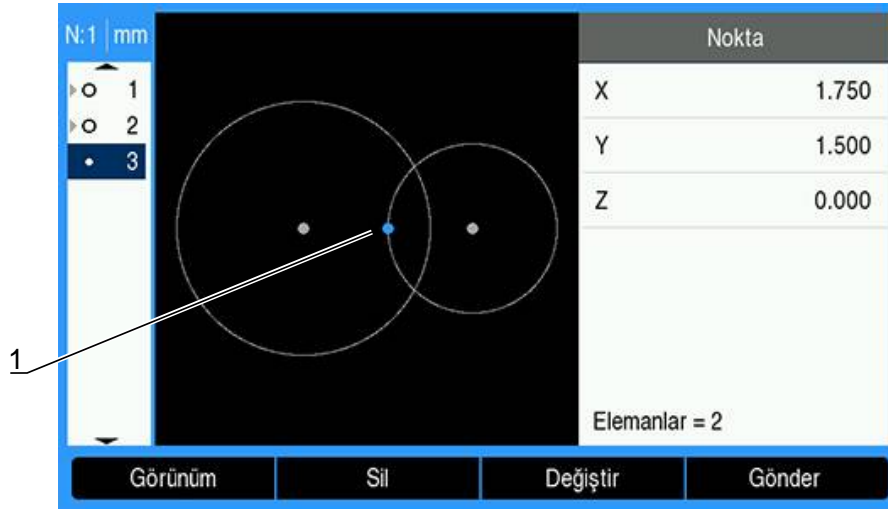 N:1 mm
Nokta
1
2
3
X 1.750
Y 1.500
Z 0.000
1
Elemanlar = 2
Görünüm Sil Değiştir Gönder